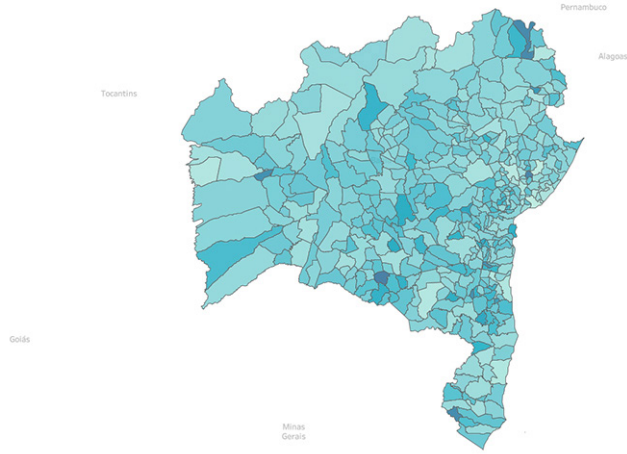 Pernambuco
Alagoas
Tocantins
Goiás
Minas
Gerais